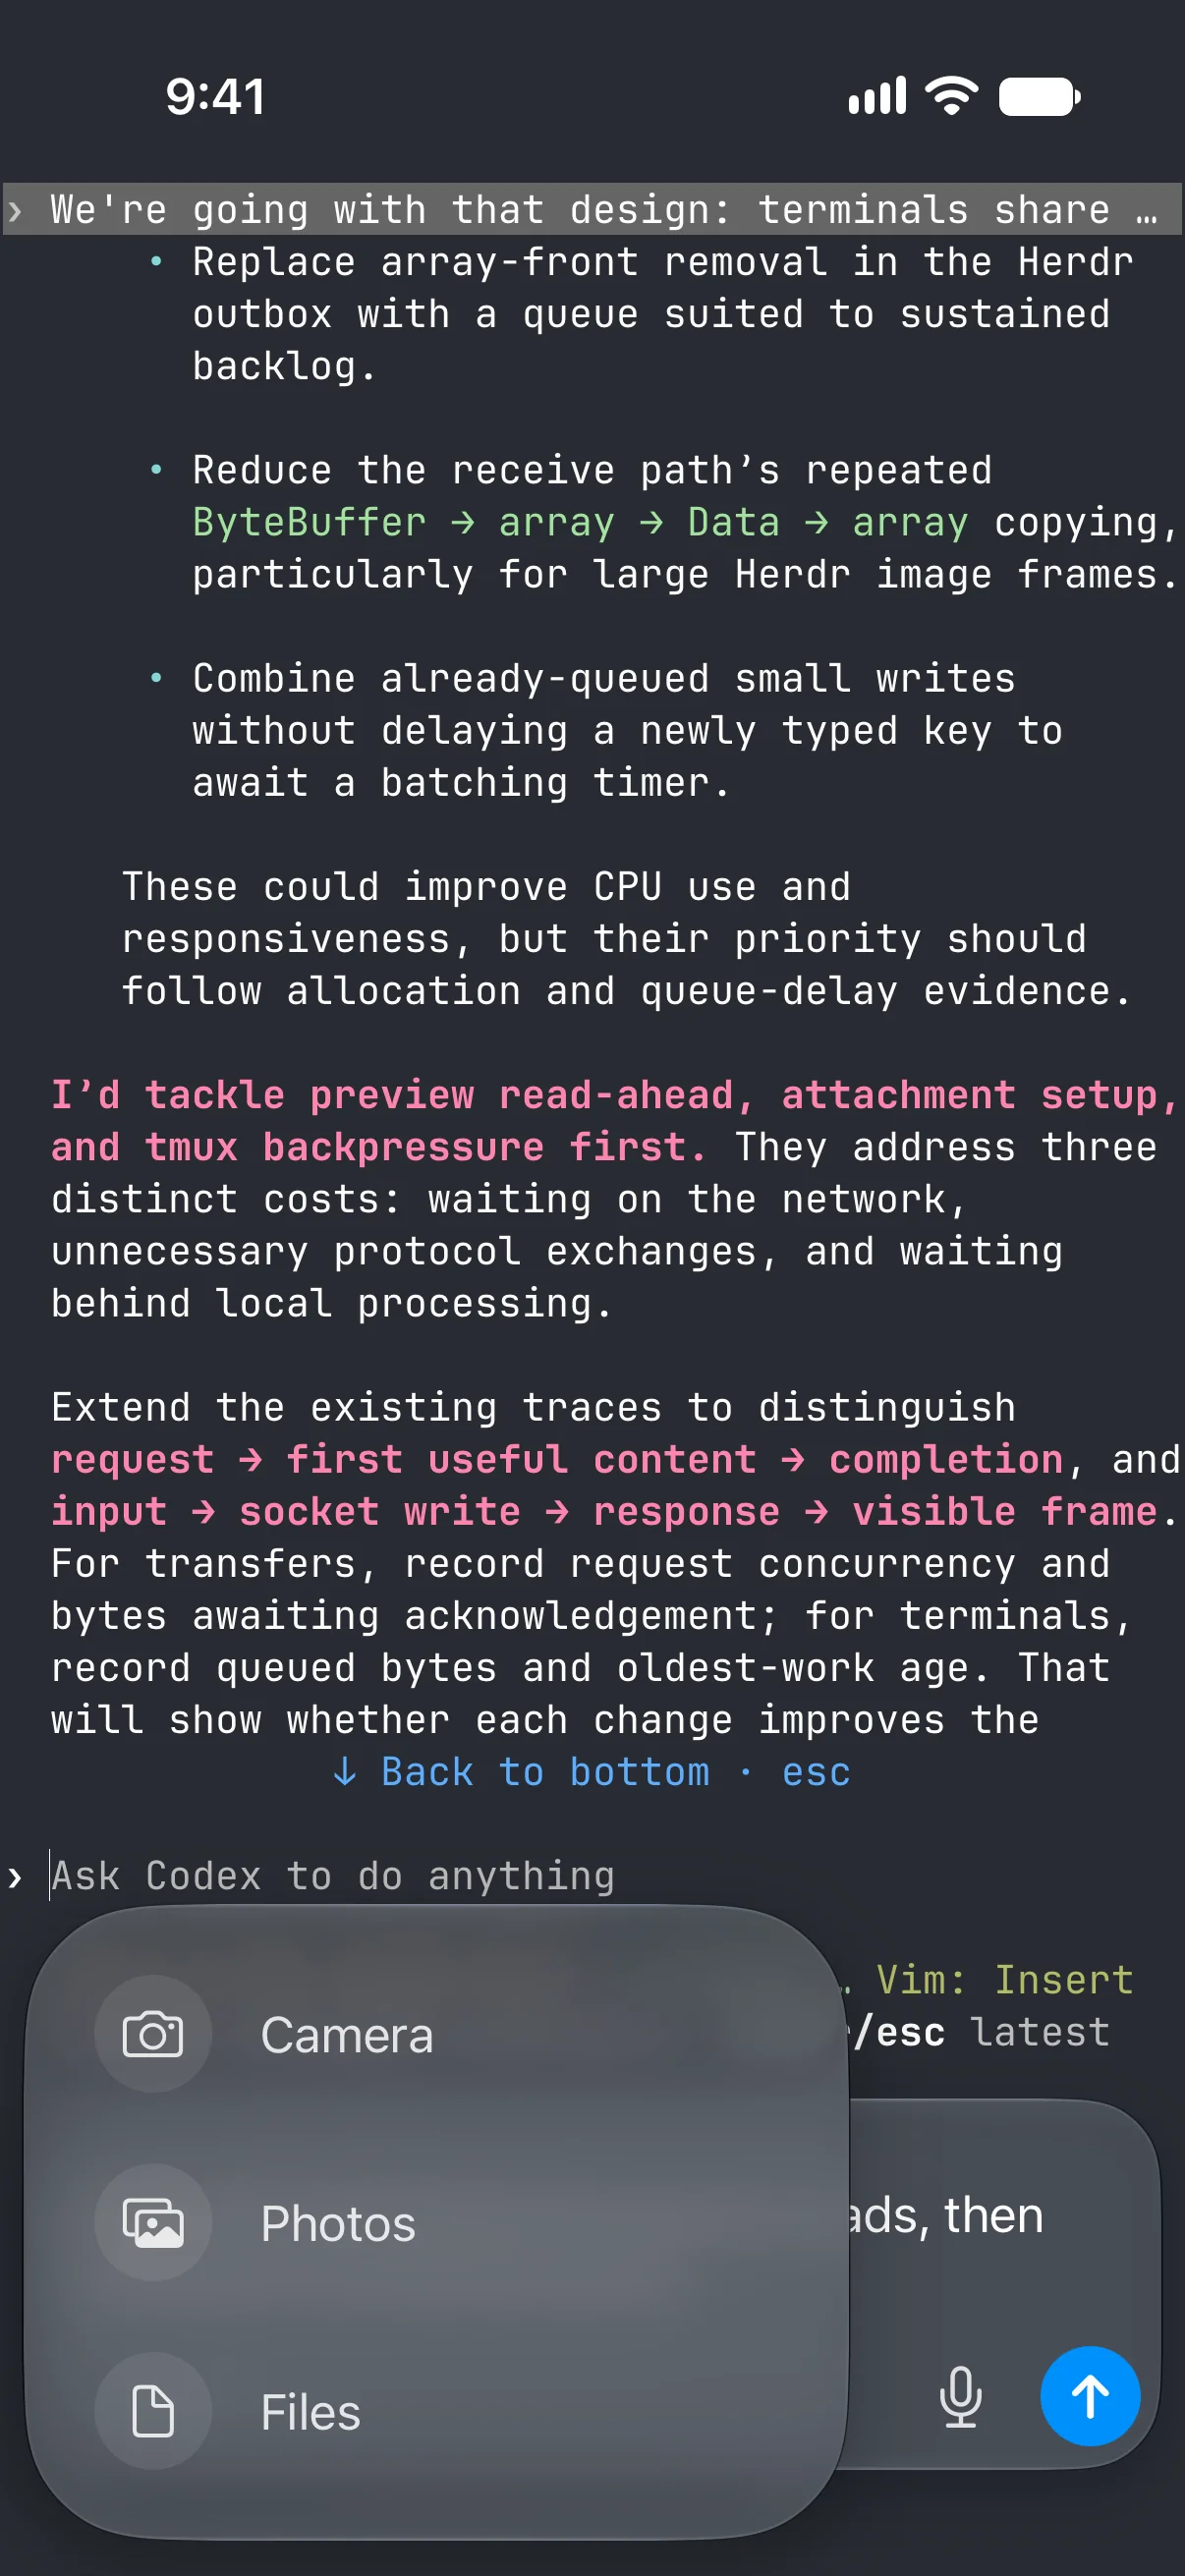 9:41
› We're going with that design: terminals share …
• Replace array-front removal in the Herdr
outbox with a queue suited to sustained
backlog.
• Reduce the receive path’s repeated
ByteBuffer → array → Data → array copying,
particularly for large Herdr image frames.
• Combine already-queued small writes
without delaying a newly typed key to
await a batching timer.
These could improve CPU use and
responsiveness, but their priority should
follow allocation and queue-delay evidence.
I’d tackle preview read-ahead, attachment setup,
and tmux backpressure first. They address three
distinct costs: waiting on the network,
unnecessary protocol exchanges, and waiting
behind local processing.
Extend the existing traces to distinguish
request → first useful content → completion, and
input → socket write → response → visible frame.
For transfers, record request concurrency and
bytes awaiting acknowledgement; for terminals,
record queued bytes and oldest-work age. That
will show whether each change improves the
↓ Back to bottom · esc
› Ask Codex to do anything
Vim: Insert
/esc latest
Camera
then
Photos
Files